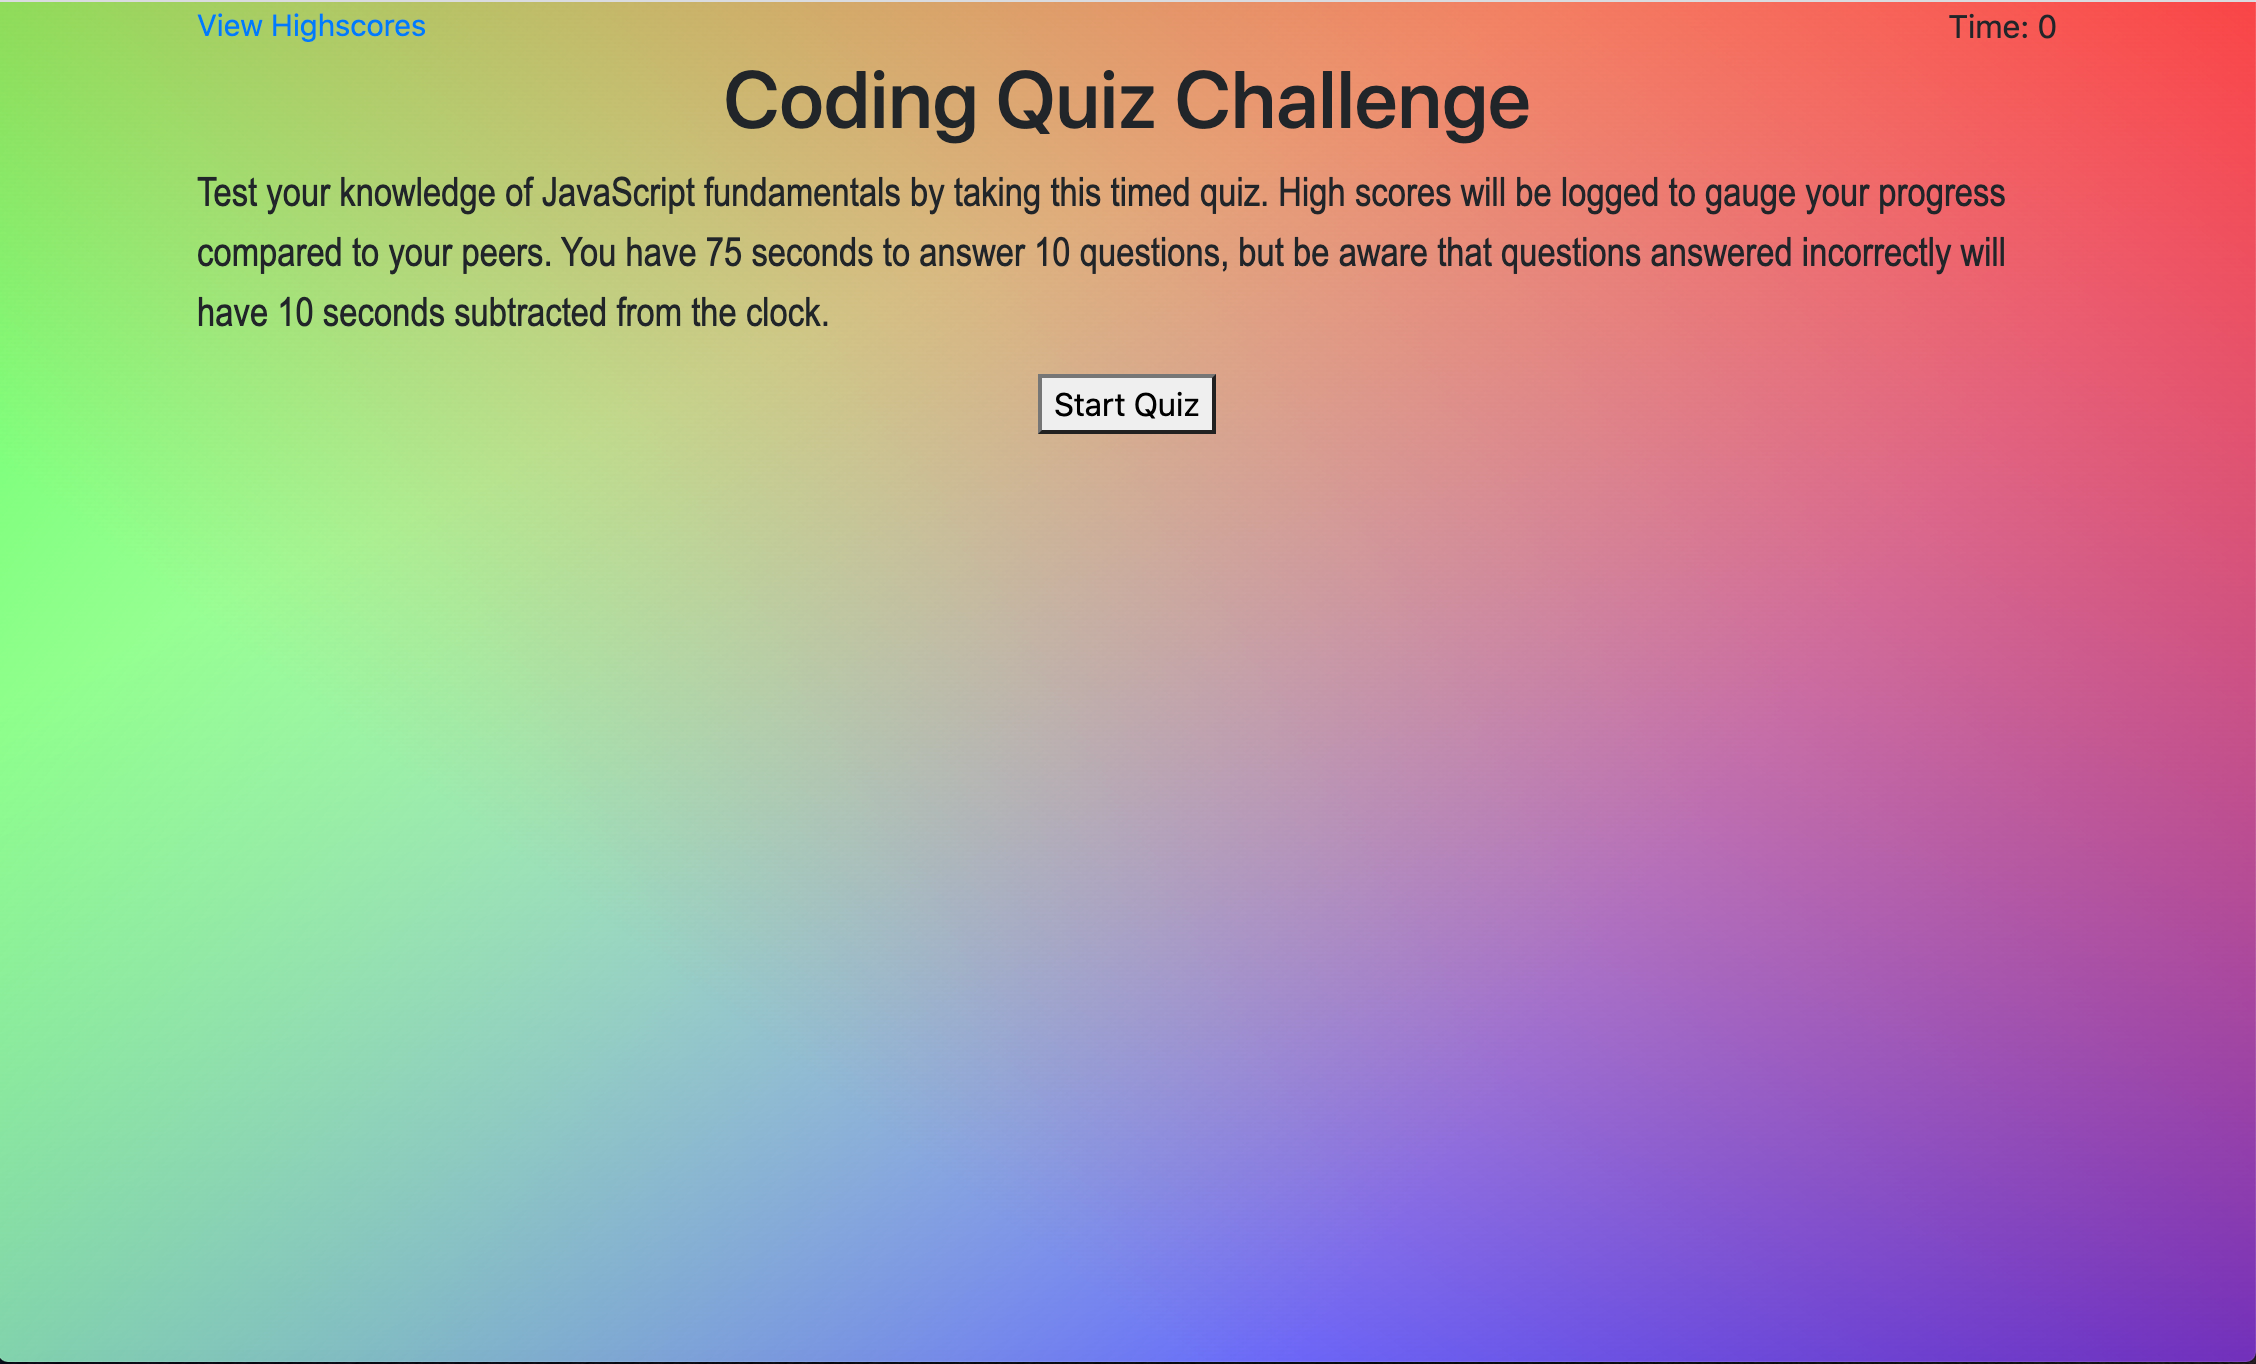 View Highscores
Time: 0
Coding Quiz Challenge
Test your knowledge of JavaScript fundamentals by taking this timed quiz. High scores will be logged to gauge your progress
compared to your peers. You have 75 seconds to answer 10 questions, but be aware that questions answered incorrectly will
have 10 seconds subtracted from the clock.
Start Quiz